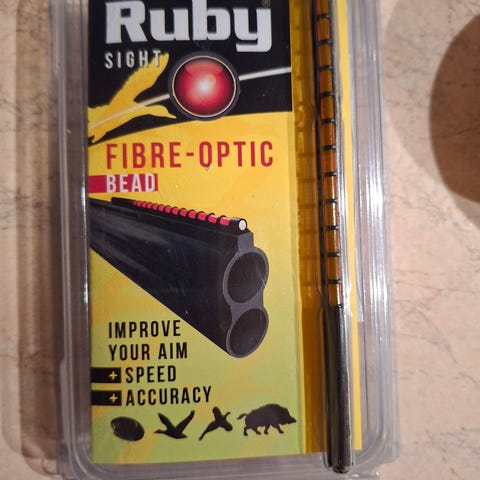 Ruby
SIGHT
FIBRE-OPTIC
BEAD
IMPROVE
YOUR AIM
+ SPEED
+ ACCURACY